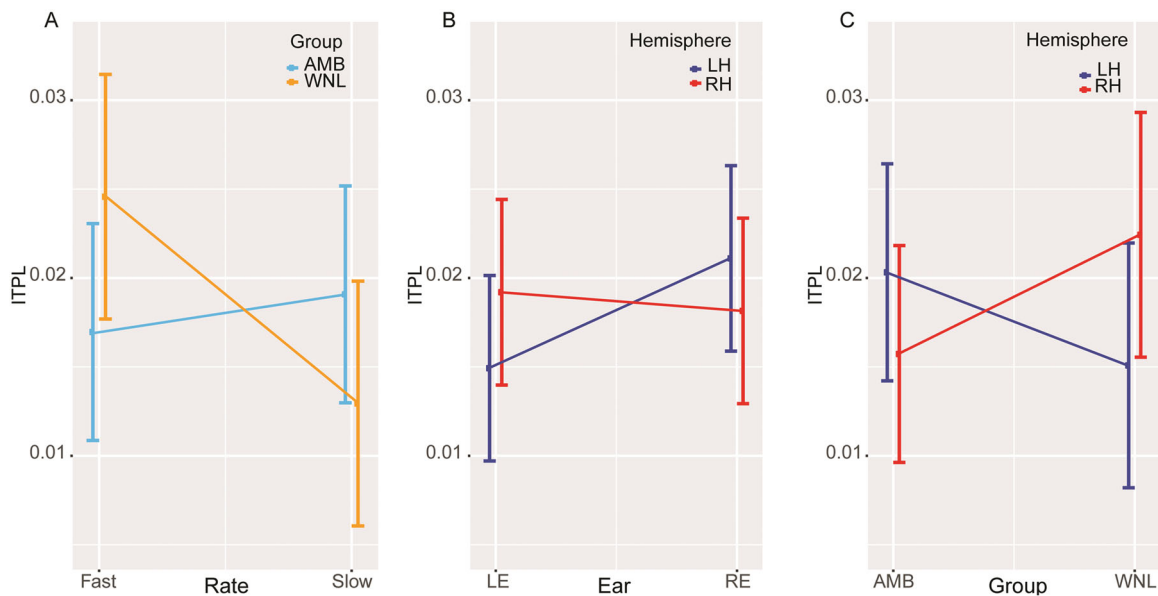 A
Group
AMB
WNL
0.03
0.02
0.01
ITPL
Fast
Rate
Slow
B
Hemisphere
LH
RH
0.03
0.02
0.01
ITPL
LE
Ear
RE
C
Hemisphere
LH
RH
0.03
0.02
0.01
ITPL
AMB
Group
WNL